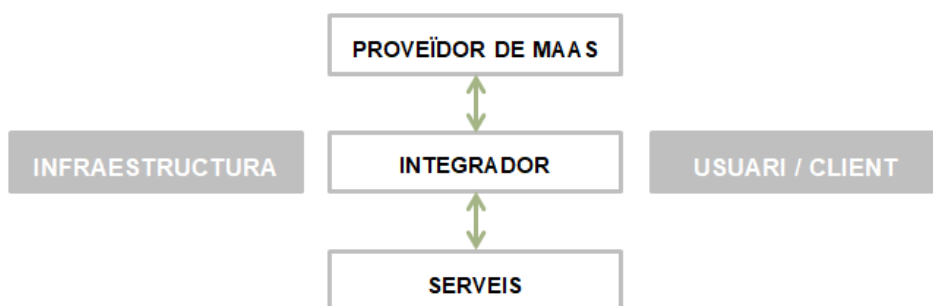 PROVEÏDOR DE MAAS
INFRAESTRUCTURA
INTEGRADOR
USUARI / CLIENT
SERVEIS